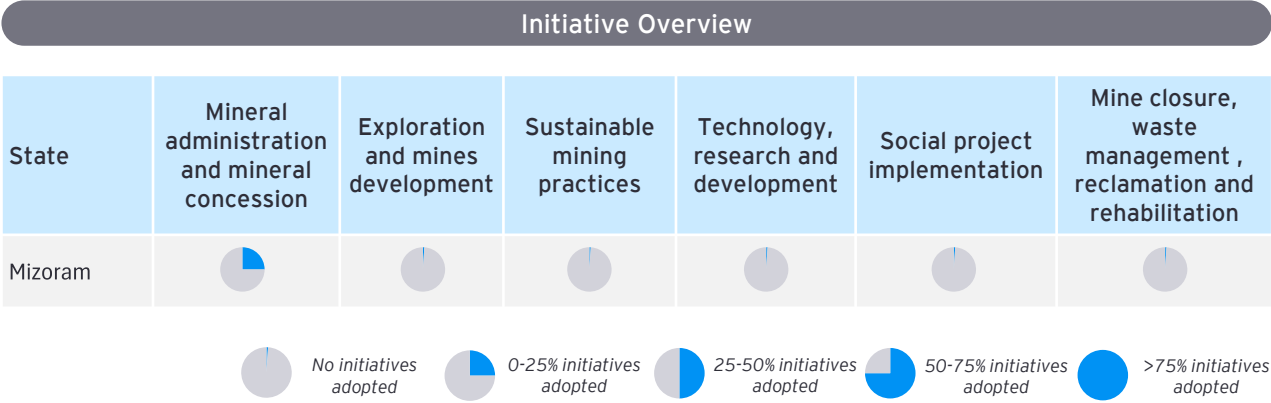 Initiative Overview
State
Mineral
administration
and mineral
concession
Exploration
and mines
development
Sustainable
mining
practices
Technology,
research and
development
Social project
implementation
Mine closure,
waste
management ,
reclamation and
rehabilitation
Mizoram
No initiatives
adopted
0-25% initiatives
adopted
25-50% initiatives
adopted
50-75% initiatives
adopted
>75% initiatives
adopted